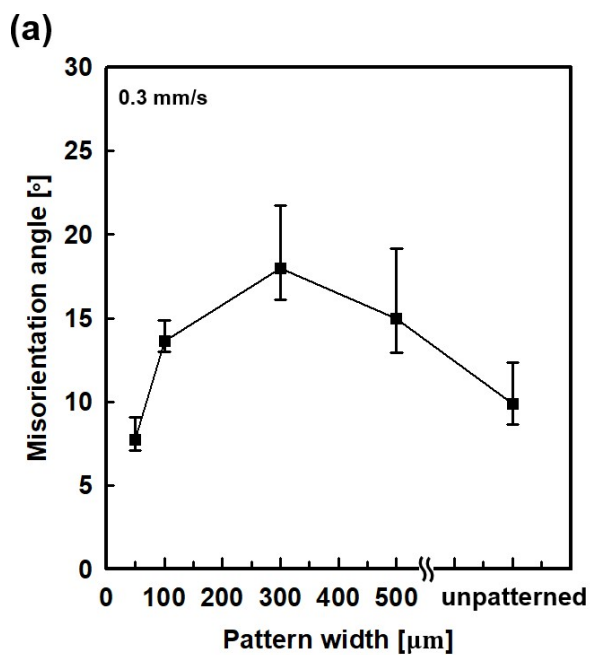 (a)
30
0.3 mm/s
25
20
15
10
5
0
Misorientation angle [o]
0 100 200 300 400 500 unpatterned
Pattern width [μm]